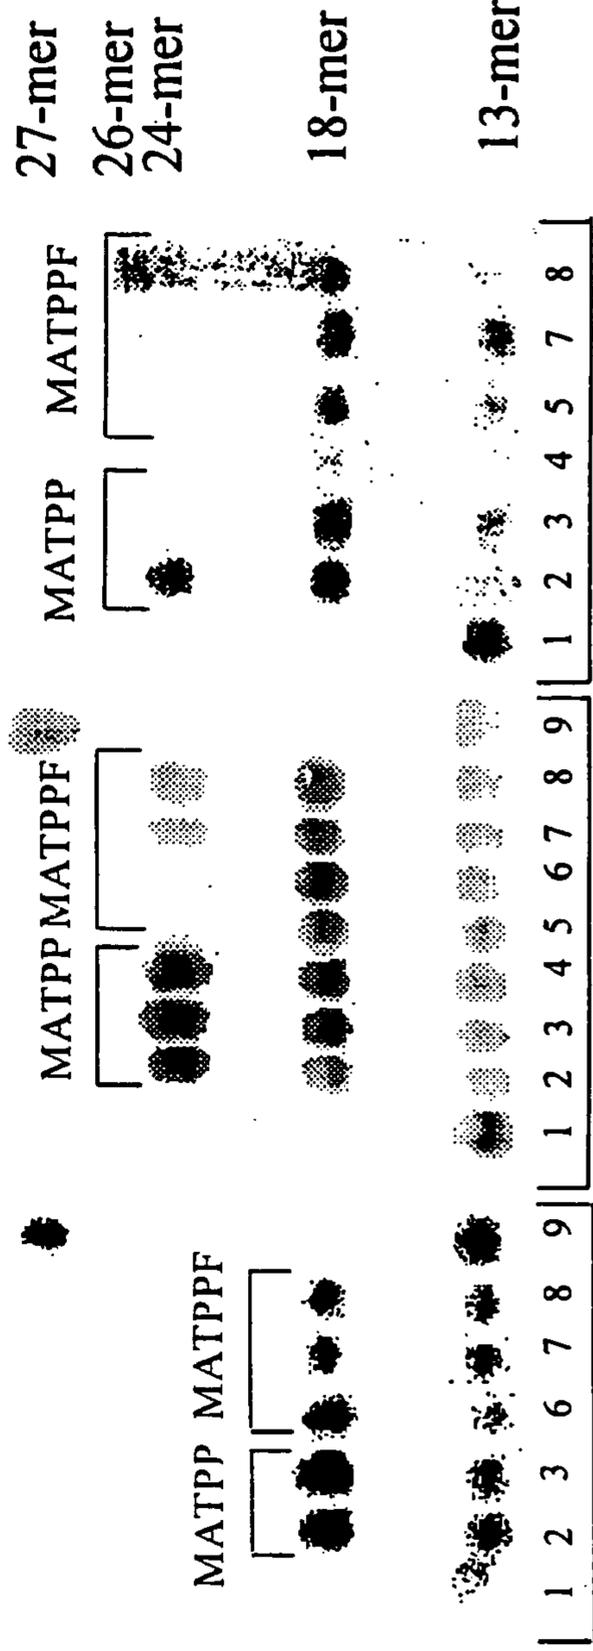 27-mer
MATPP MATPPF MATPP MATPPF
26-mer
24-mer
MATPP MATPPF
18-mer
13-mer
1 2 3 6 7 8 9 1 2 3 4 5 6 7 8 9 1 2 3 4 5 7 8